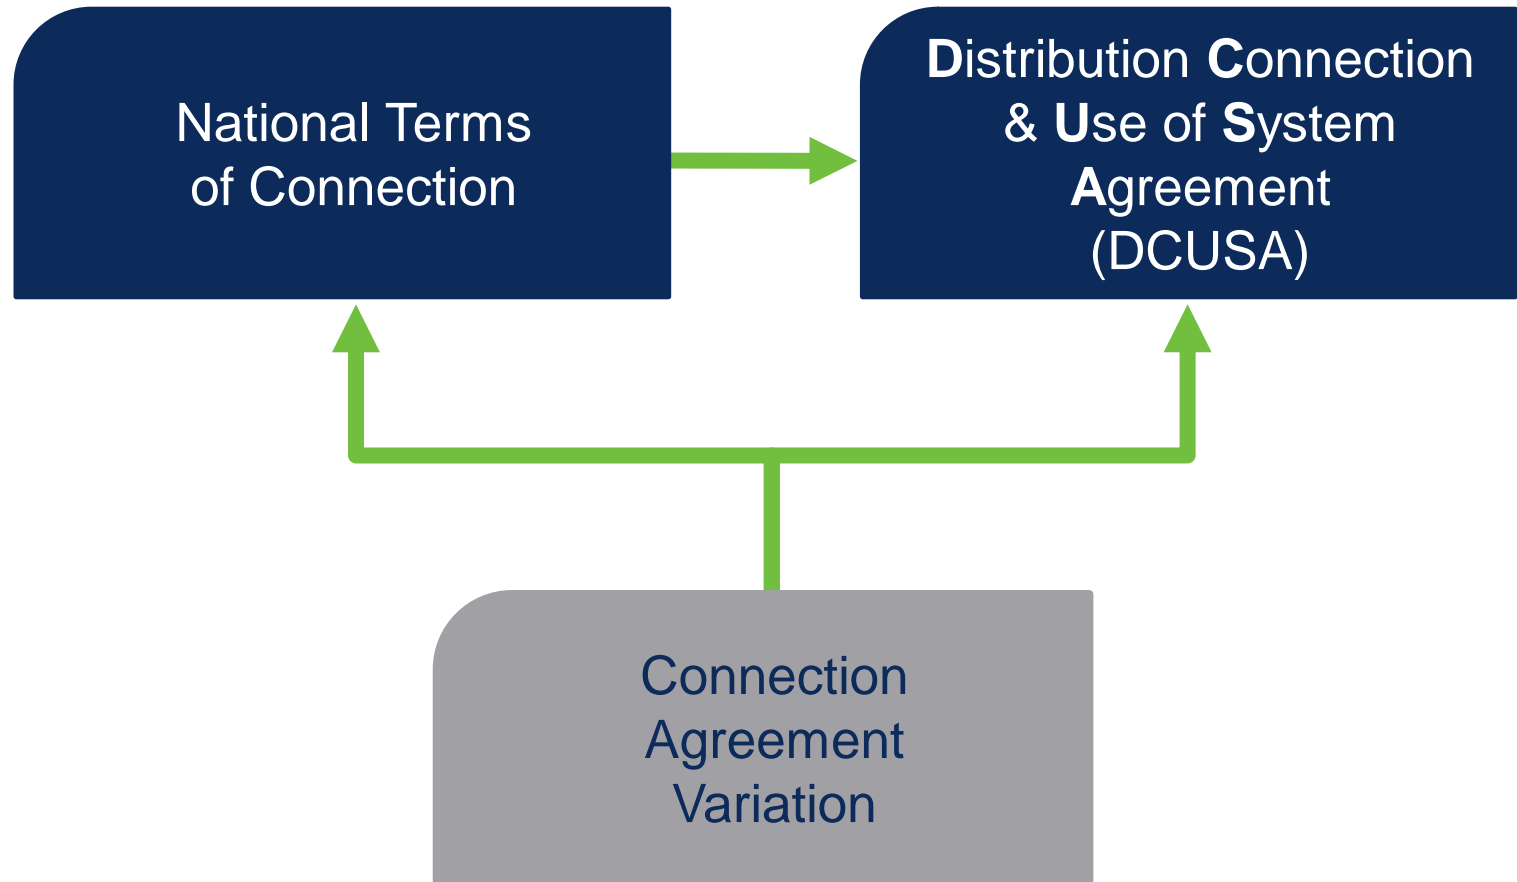 National Terms
of Connection
Distribution Connection
& Use of System
Agreement
(DCUSA)
Connection
Agreement
Variation